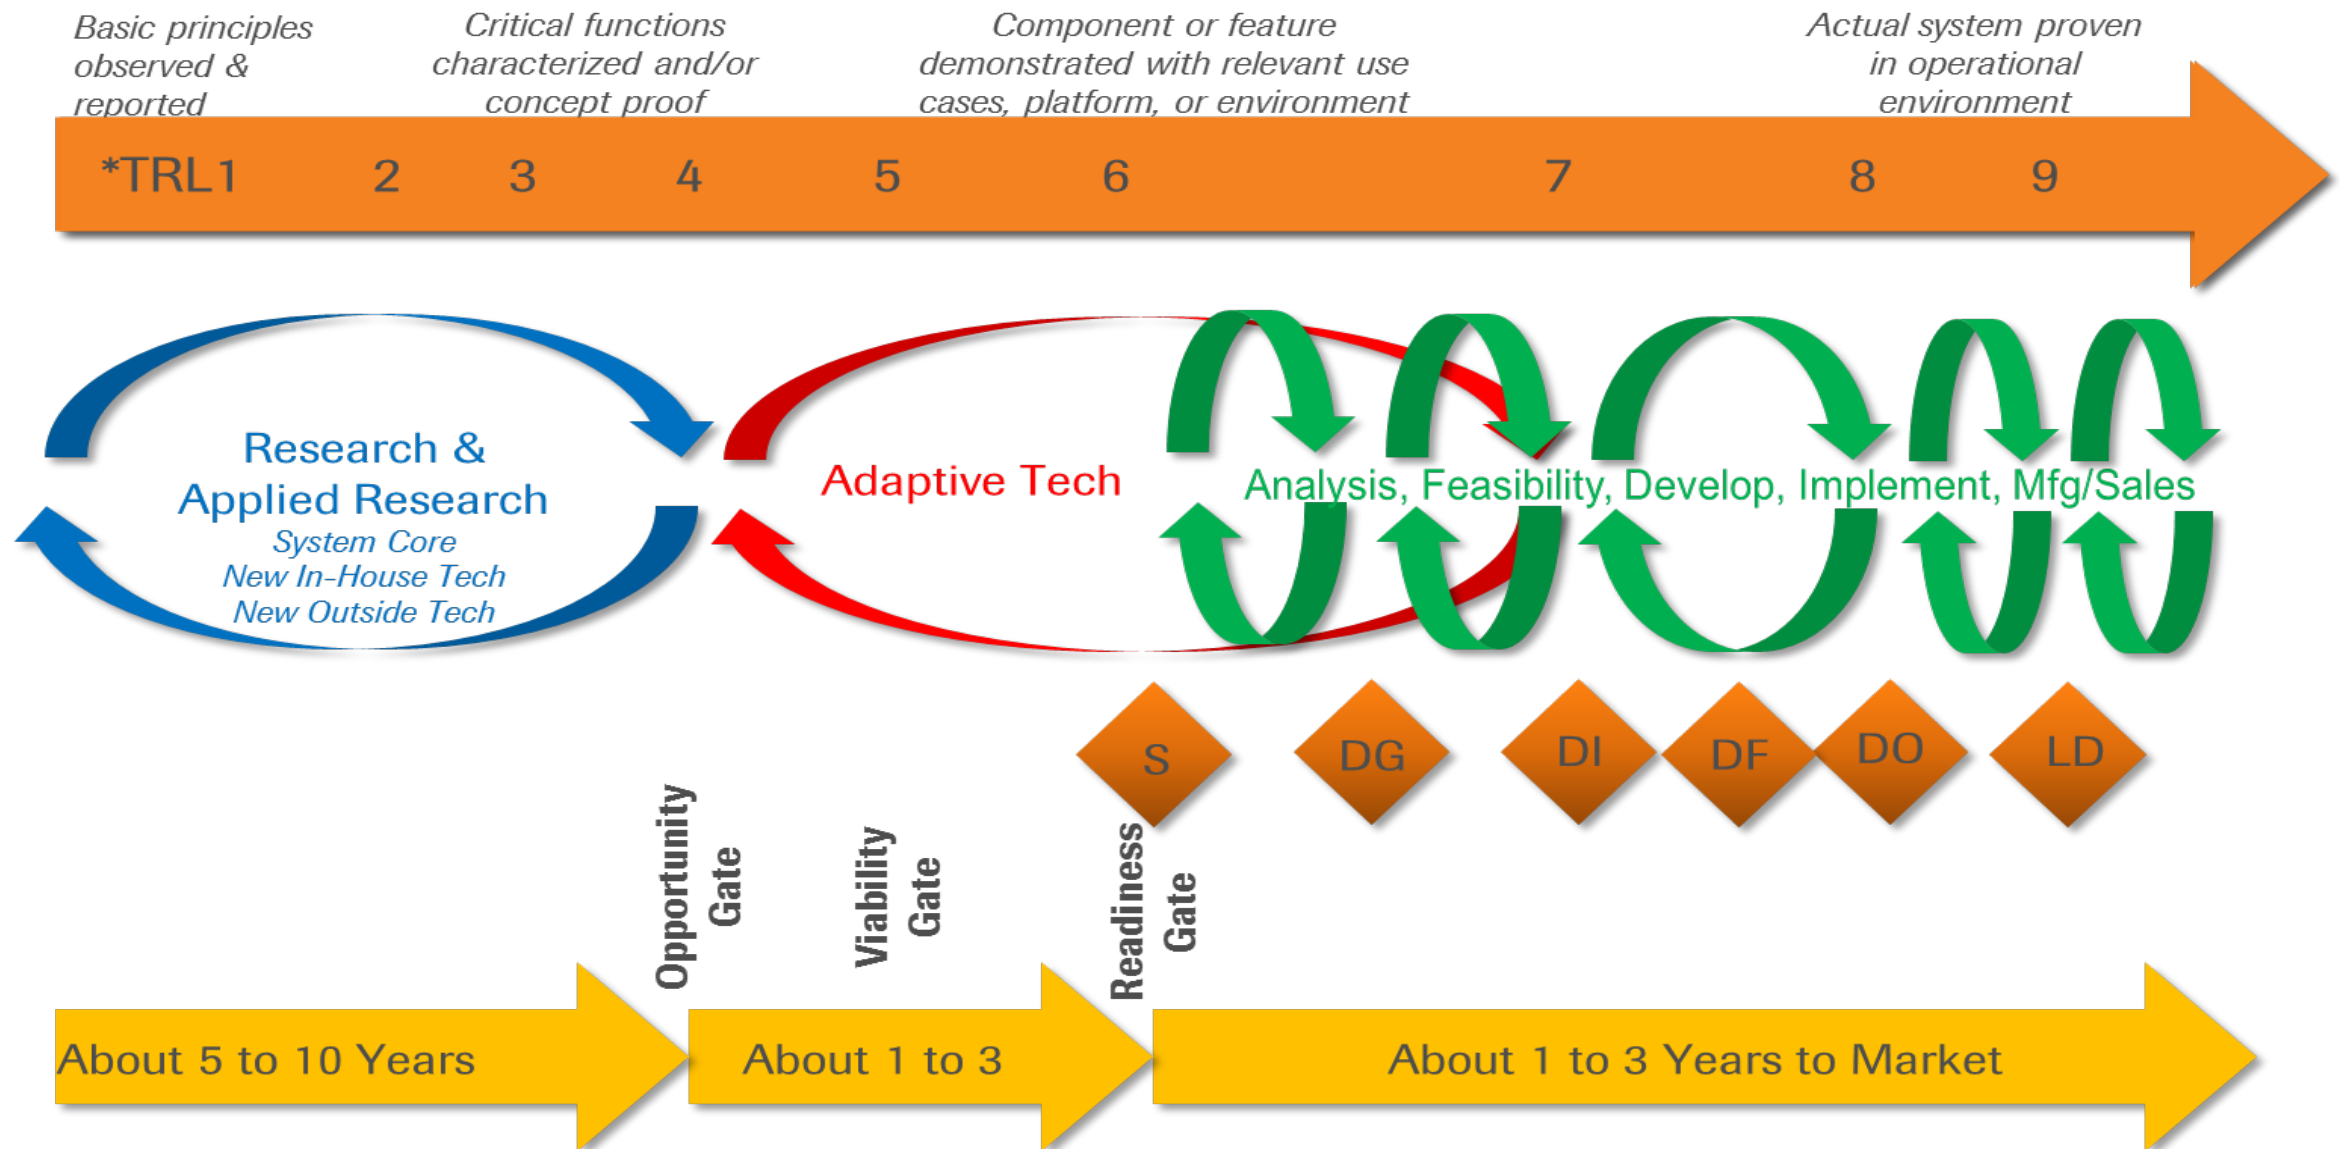 Basic principles
observed &
reported
Critical functions
characterized and/or
concept proof
Component or feature
demonstrated with relevant use
cases, platform, or environment
Actual system proven
in operational
environment
*TRL1 2 3 4 5 6 7 8 9
Research &
Applied Research
System Core
New In-House Tech
New Outside Tech
Adaptive Tech
Analysis, Feasibility, Develop, Implement, Mfg/Sales
S
DG
DI
DF
DO
LD
Opportunity
Gate
Viability
Gate
Readiness
Gate
About 5 to 10 Years
About 1 to 3
About 1 to 3 Years to Market